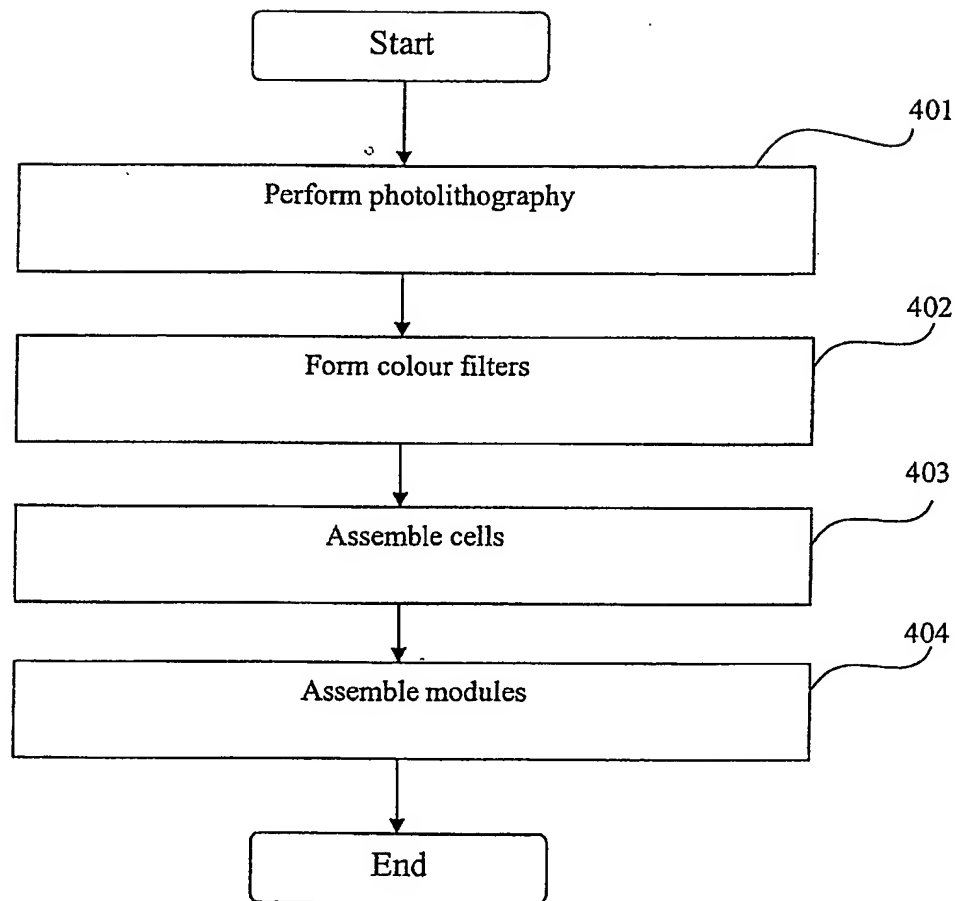 Start
401
Perform photolithography
402
Form colour filters
403
Assemble cells
404
Assemble modules
End